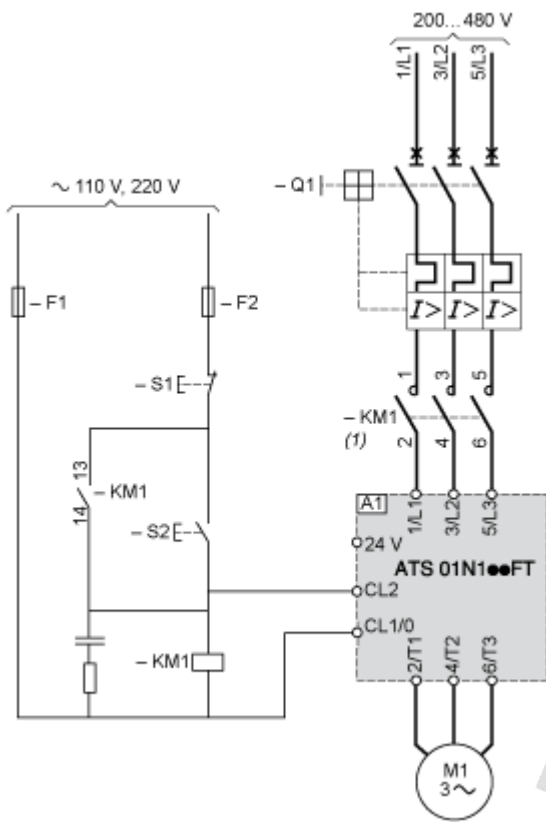 200... 480 V
1/L1
3/L2
5/L3
~ 110 V, 220 V
– Q1
– F1
– F2
I>
I>
I>
– S1
1
3
5
– KM1
(1)
2
4
6
13
14
– KM1
– S2
A1
1/L1
3/L2
5/L3
24 V
ATS 01N1●●FT
CL2
CL1/0
– KM1
2/T1
4/T2
6/T3
M1
3 ~